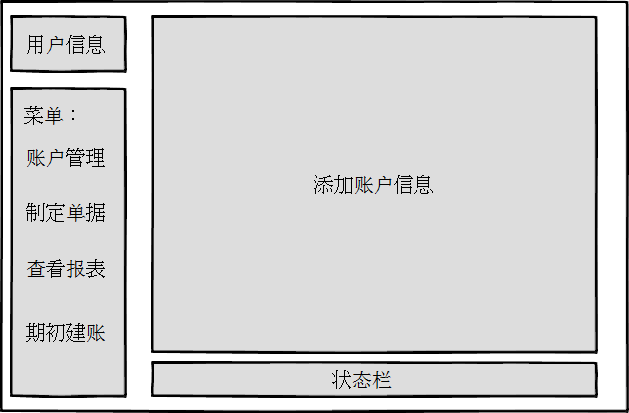 用户信息
菜单：
账户管理
制定单据
查看报表
期初建账
添加账户信息
状态栏